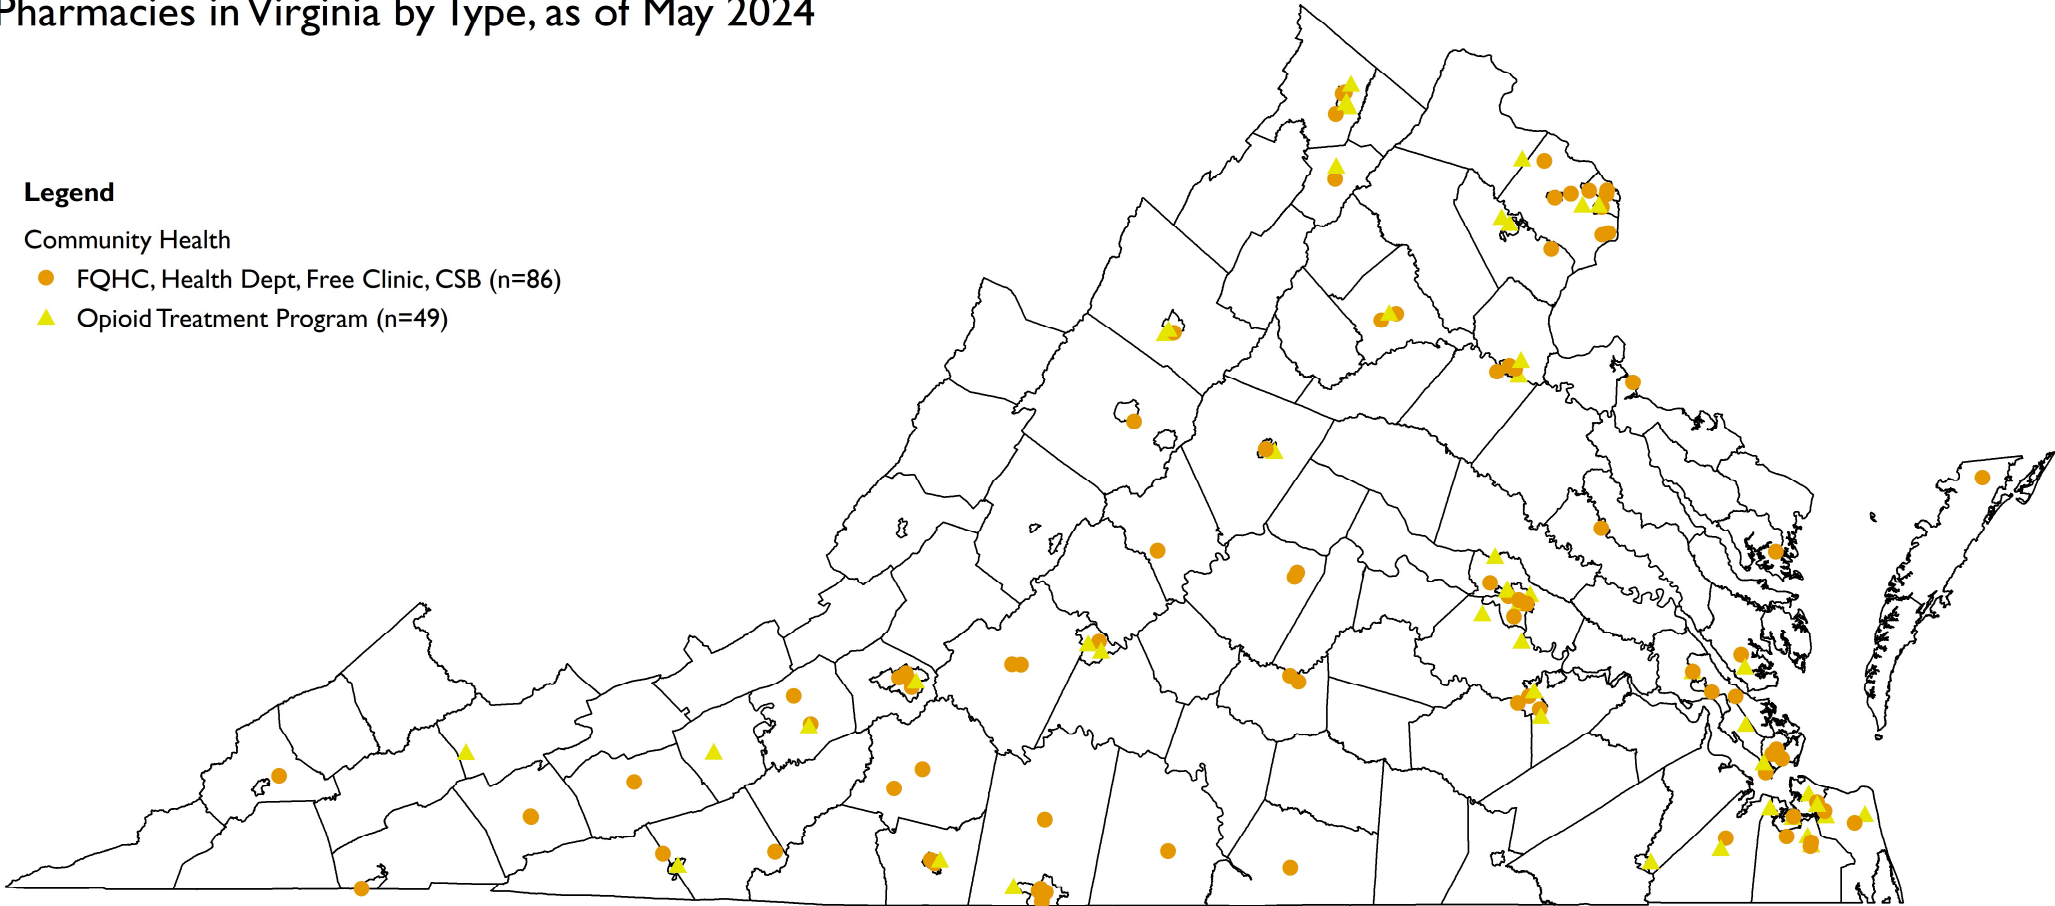 Pharmacies in Virginia by Type, as of May 2024
Legend
Community Health
FQHC, Health Dept, Free Clinic, CSB (n=86)
Opioid Treatment Program (n=49)